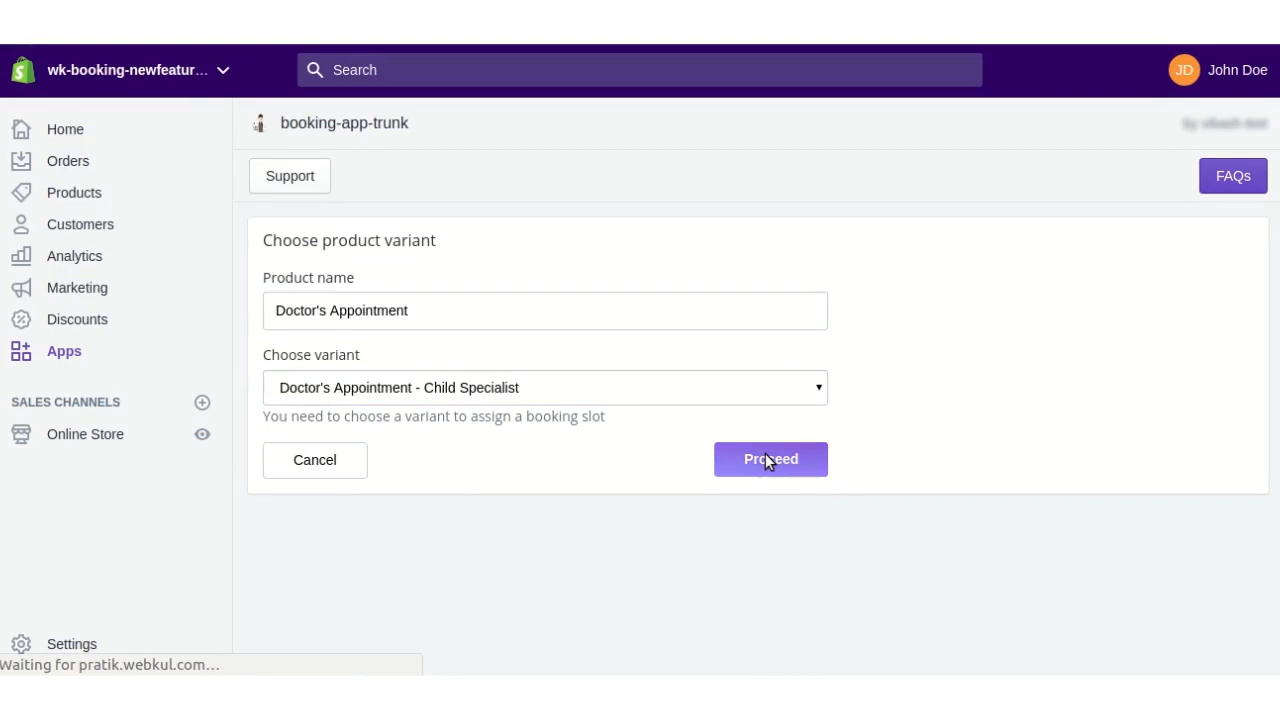 wk-booking-newfeatur...
Search
JD
John Doe
Home
Orders
Products
Customers
Analytics
Marketing
Discounts
Apps
SALES CHANNELS
Online Store
Settings
Waiting for pratik.webkul.com...
booking-app-trunk
Support
FAQs
Choose product variant
Product name
Doctor's Appointment
Choose variant
Doctor's Appointment - Child Specialist
You need to choose a variant to assign a booking slot
Cancel
Proceed